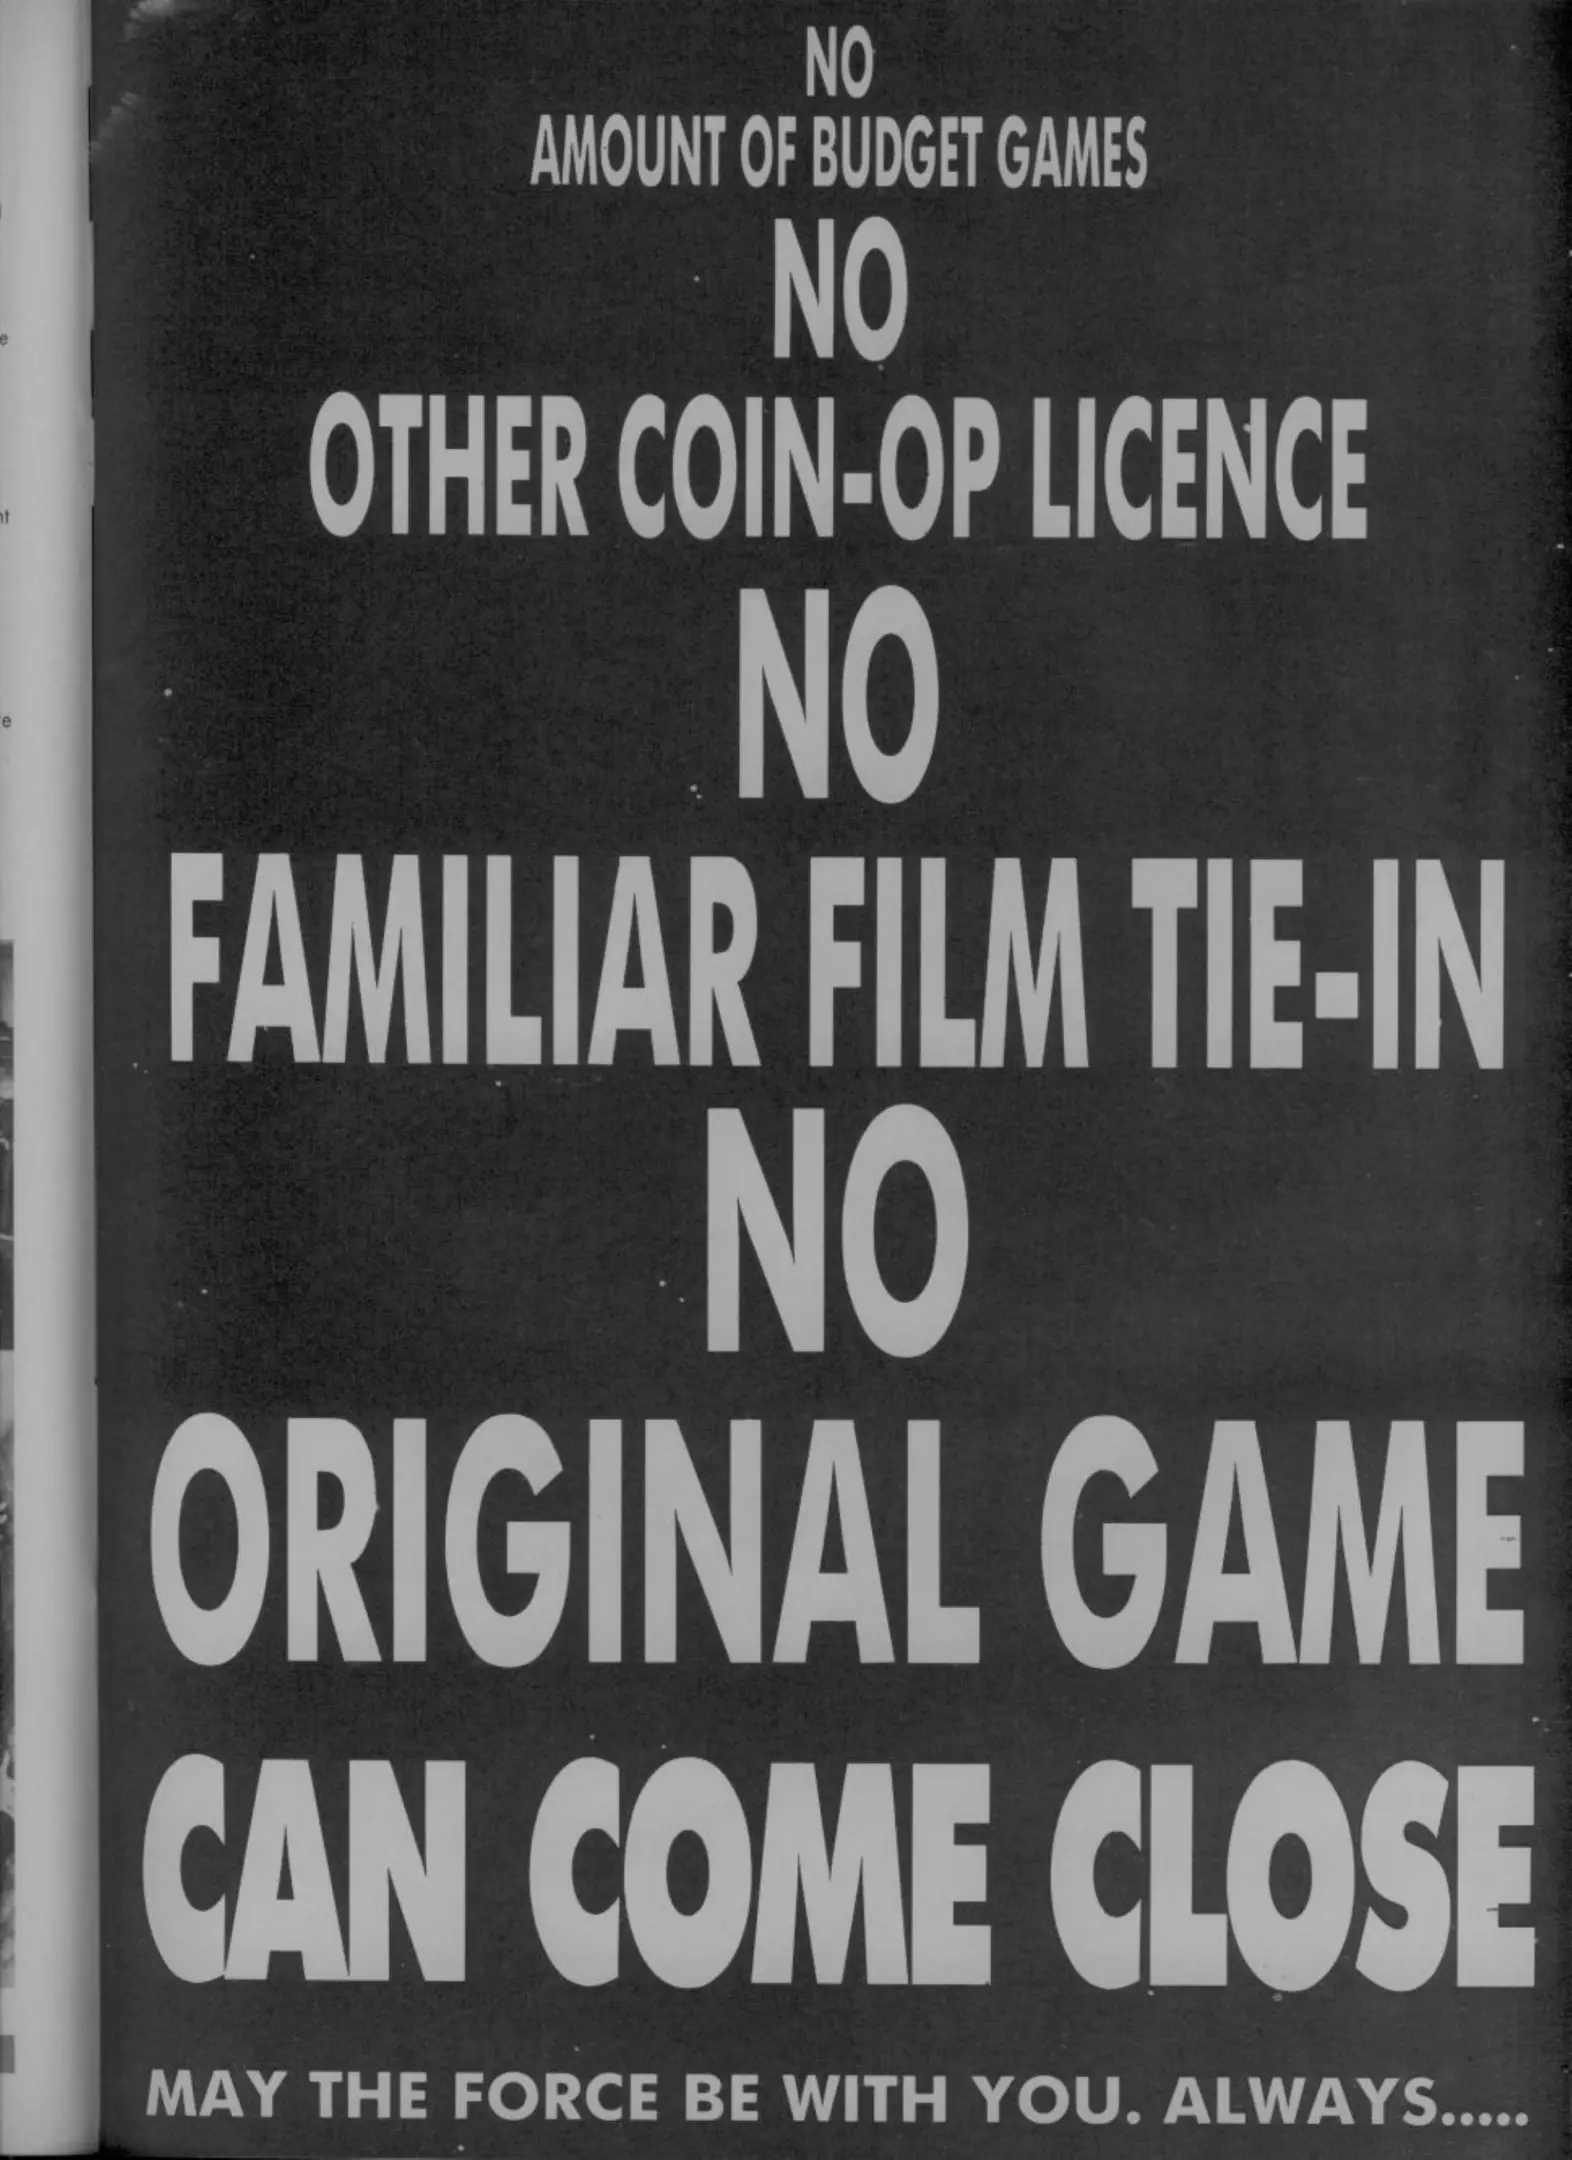 NO
AMOUNT OF BUDGET GAMES
NO
OTHER COIN-OP LICENCE
NO
FAMILIAR FILM TIE-IN
NO
ORIGINAL GAME
CAN COME CLOSE
MAY THE FORCE BE WITH YOU. ALWAYS.....